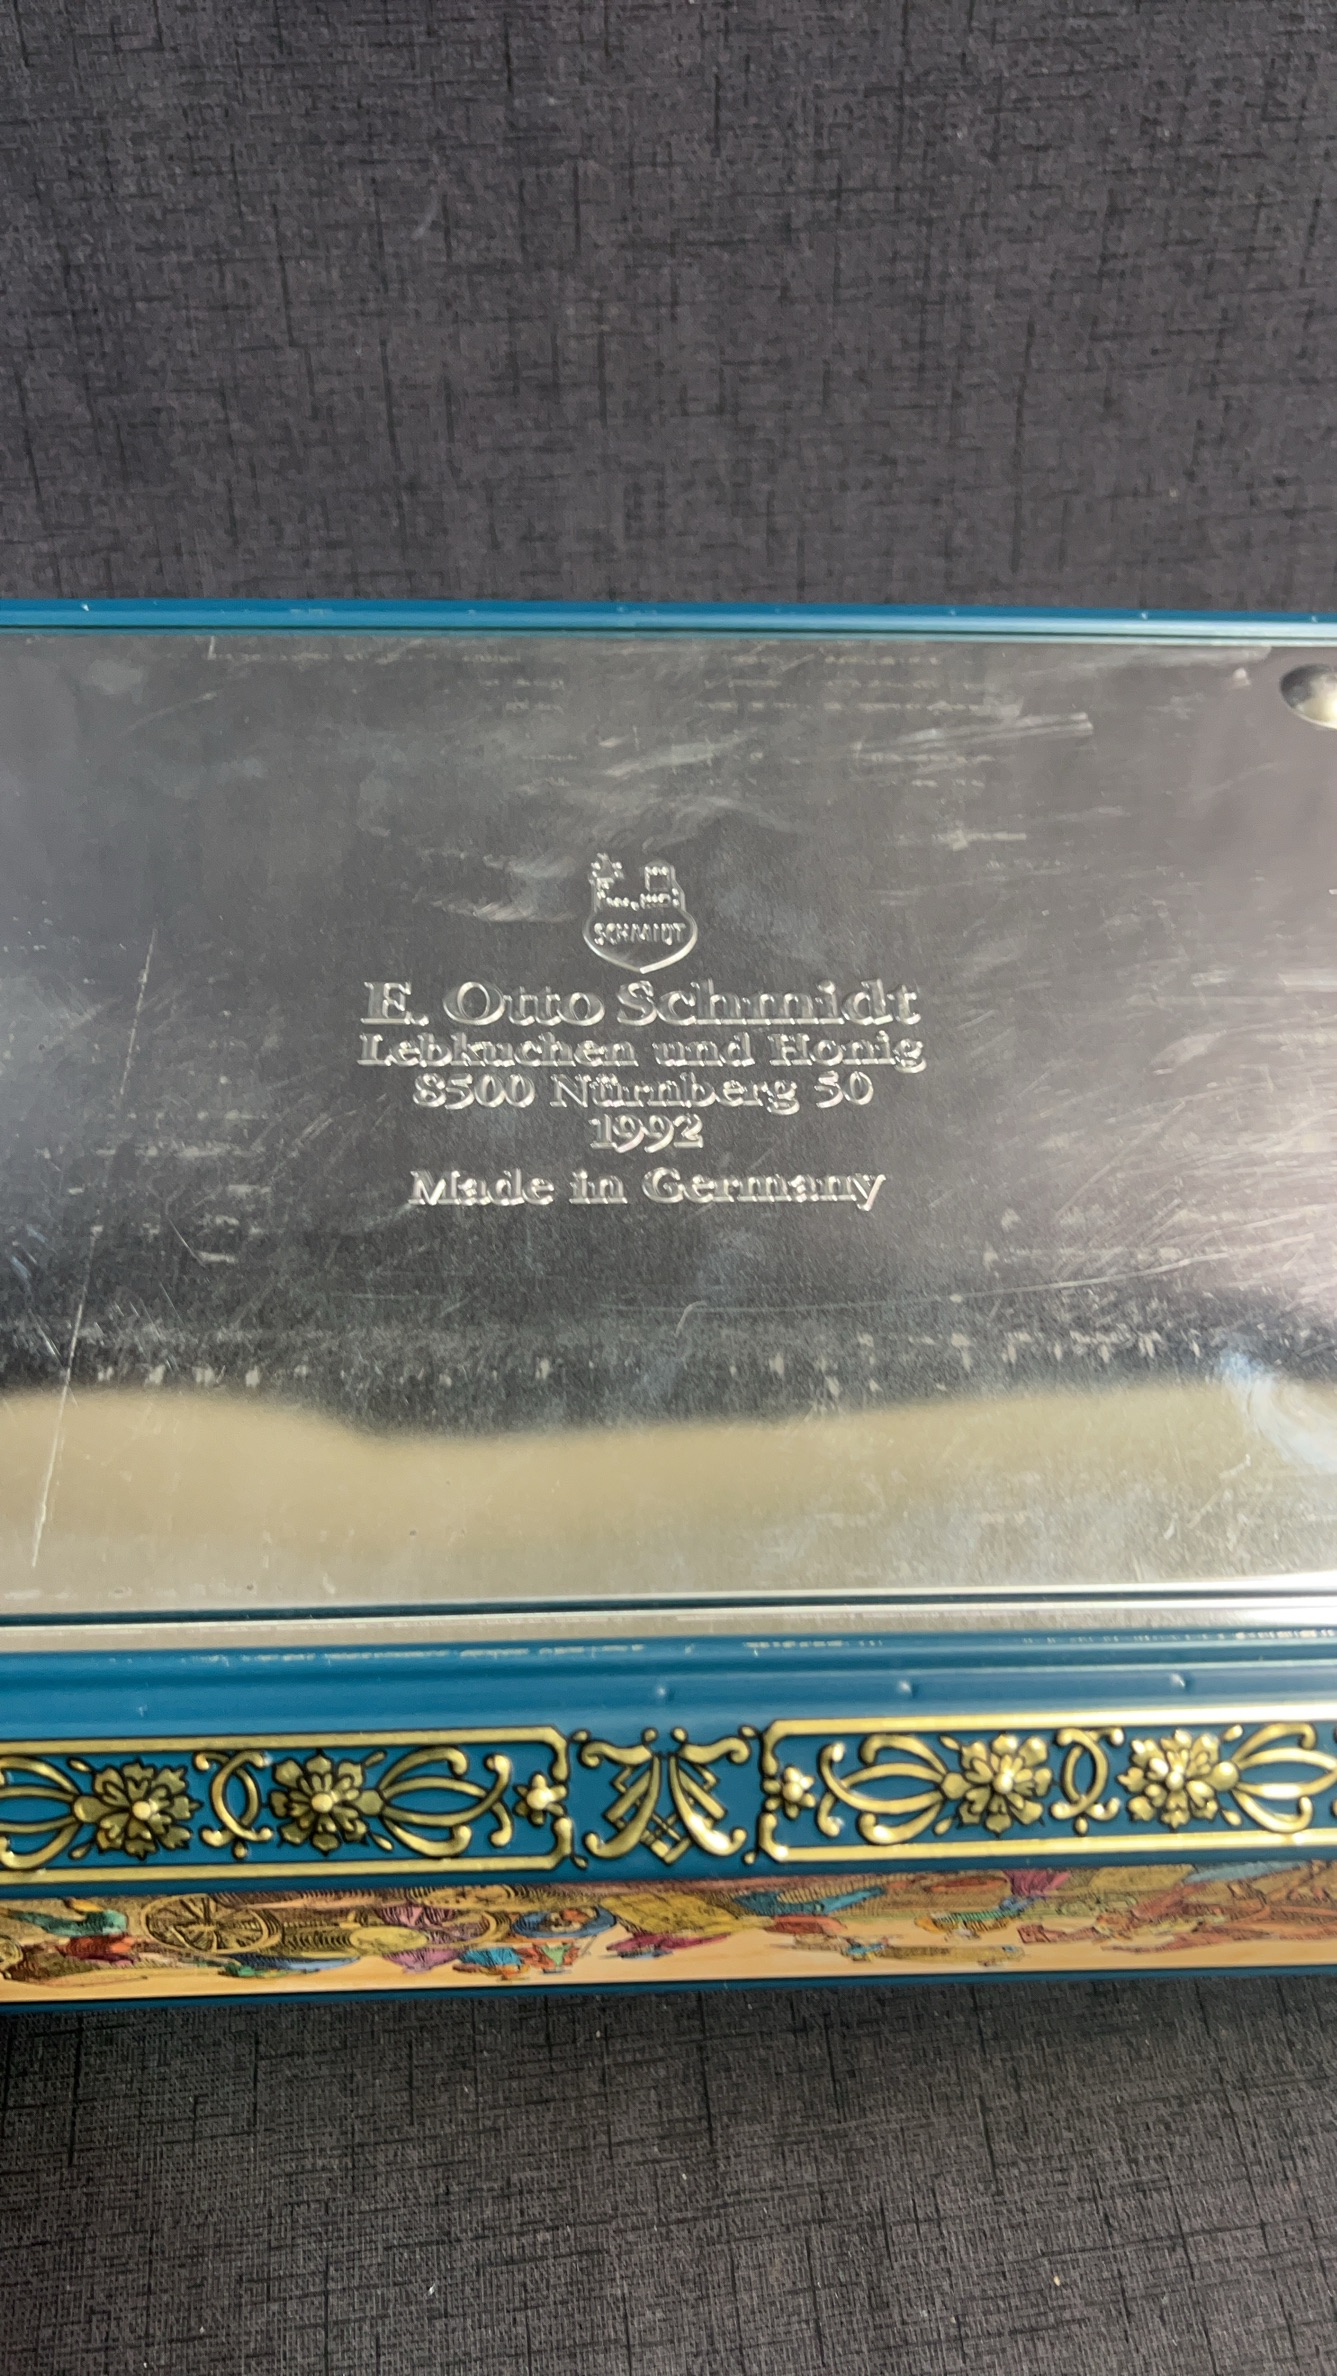 SCHMIDT
E. Otto Schmidt
Lebkuchen und Honig
8500 Nürnberg 50
1992
Made in Germany